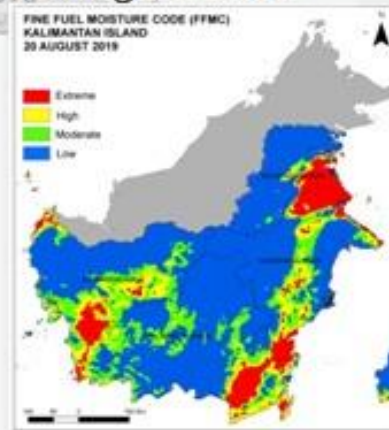 FINE FUEL MOISTURE CODE (FFMC)
KALIMANTAN ISLAND
20 AUGUST 2019
Extreme
High
Moderate
Low